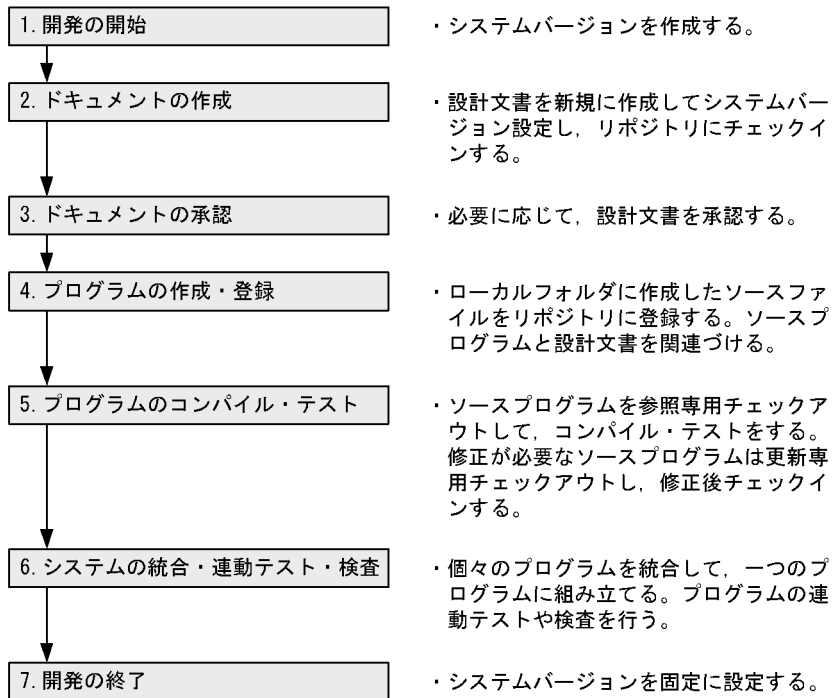 1. 開発の開始
・システムバージョンを作成する。
2. ドキュメントの作成
・設計文書を新規に作成してシステムバー
ジョン設定し，リポジトリにチェックイ
ンする。
3. ドキュメントの承認
・必要に応じて，設計文書を承認する。
4. プログラムの作成・登録
・ローカルフォルダに作成したソースファ
イルをリポジトリに登録する。ソースプ
ログラムと設計文書を関連づける。
5. プログラムのコンパイル・テスト
・ソースプログラムを参照専用チェックア
ウトして，コンパイル・テストをする。
修正が必要なソースプログラムは更新専
用チェックアウトし，修正後チェックイ
ンする。
6. システムの統合・連動テスト・検査
・個々のプログラムを統合して，一つのプ
ログラムに組み立てる。プログラムの連
動テストや検査を行う。
7. 開発の終了
・システムバージョンを固定に設定する。